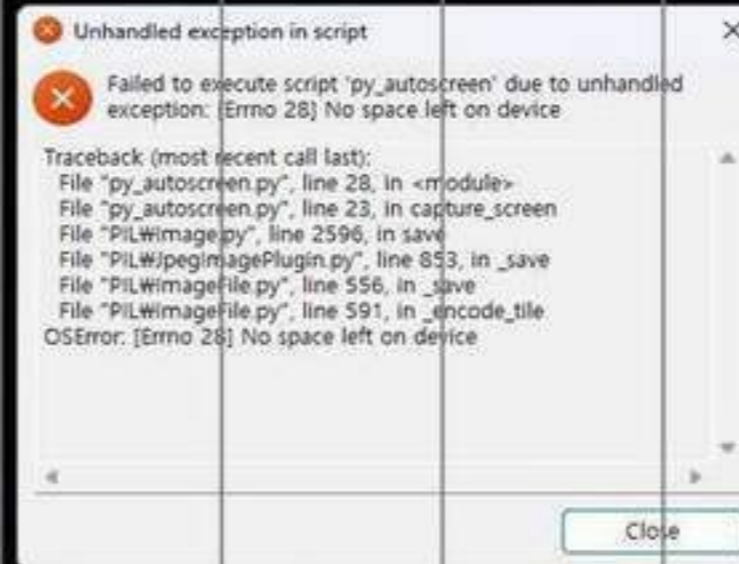 Unhandled exception in script
Failed to execute script 'py_autoscreen' due to unhandled
exception: [Errno 28] No space left on device
Traceback (most recent call last):
File "py_autoscreen.py", line 28, in <module>
File "py_autoscreen.py", line 23, in capture_screen
File "PIL₩Image.py", line 2596, in save
File "PIL₩JpegImagePlugin.py", line 853, in _save
File "PIL₩ImageFile.py", line 556, in _save
File "PIL₩ImageFile.py", line 591, in _encode_tile
OSError: [Errno 28] No space left on device
Close